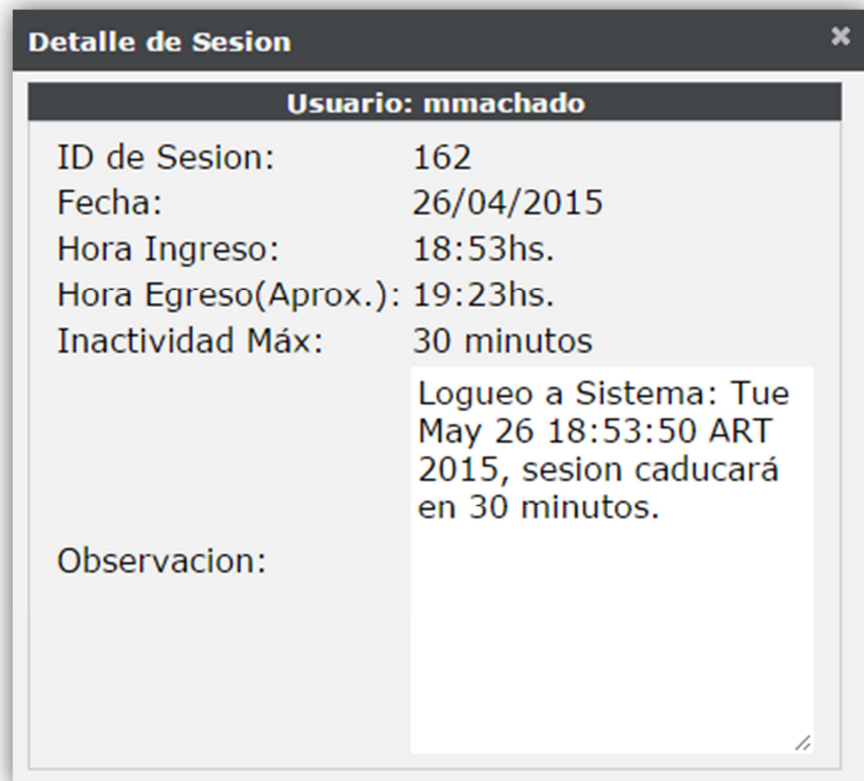 Detalle de Sesion
Usuario: mmachado
ID de Sesion: 162
Fecha: 26/04/2015
Hora Ingreso: 18:53hs.
Hora Egreso(Aprox.): 19:23hs.
Inactividad Máx: 30 minutos
Observacion:
Logueo a Sistema: Tue
May 26 18:53:50 ART
2015, sesion caducará
en 30 minutos.